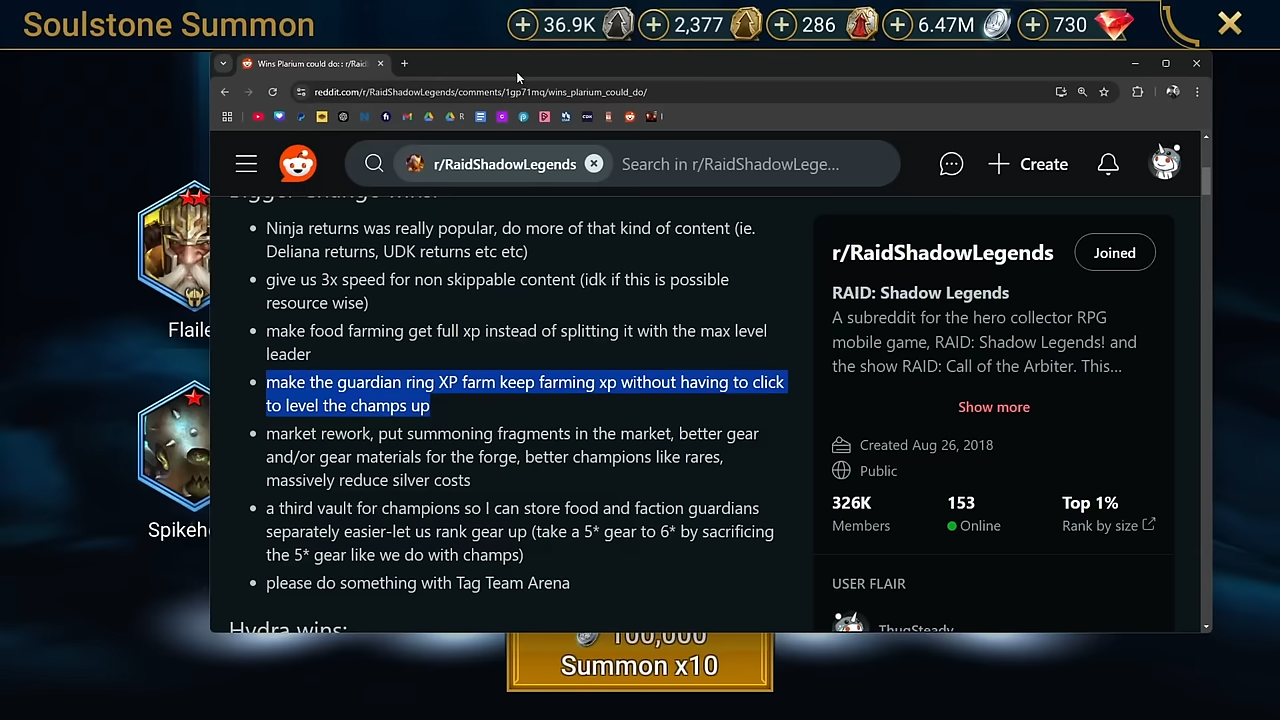 Soulstone Summon
36.9K
2,377
286
6.47M
730
Wins Plarium could do: : r/Raid
reddit.com/r/RaidShadowLegends/comments/1gp71mq/wins_plarium_could_do/
r/RaidShadowLegends
Search in r/RaidShadowLege...
Create
Bigger change wins:
Ninja returns was really popular, do more of that kind of content (ie.
Deliana returns, UDK returns etc etc)
give us 3x speed for non skippable content (idk if this is possible
resource wise)
make food farming get full xp instead of splitting it with the max level
leader
make the guardian ring XP farm keep farming xp without having to click
to level the champs up
market rework, put summoning fragments in the market, better gear
and/or gear materials for the forge, better champions like rares,
massively reduce silver costs
a third vault for champions so I can store food and faction guardians
separately easier-let us rank gear up (take a 5* gear to 6* by sacrificing
the 5* gear like we do with champs)
please do something with Tag Team Arena
Hydra wins:
r/RaidShadowLegends
Joined
RAID: Shadow Legends
A subreddit for the hero collector RPG
mobile game, RAID: Shadow Legends! and
the show RAID: Call of the Arbiter. This...
Show more
Created Aug 26, 2018
Public
326K
153
Top 1%
Members
Online
Rank by size
USER FLAIR
ThugSteady
Flaile
Spikeh
100,000
Summon x10